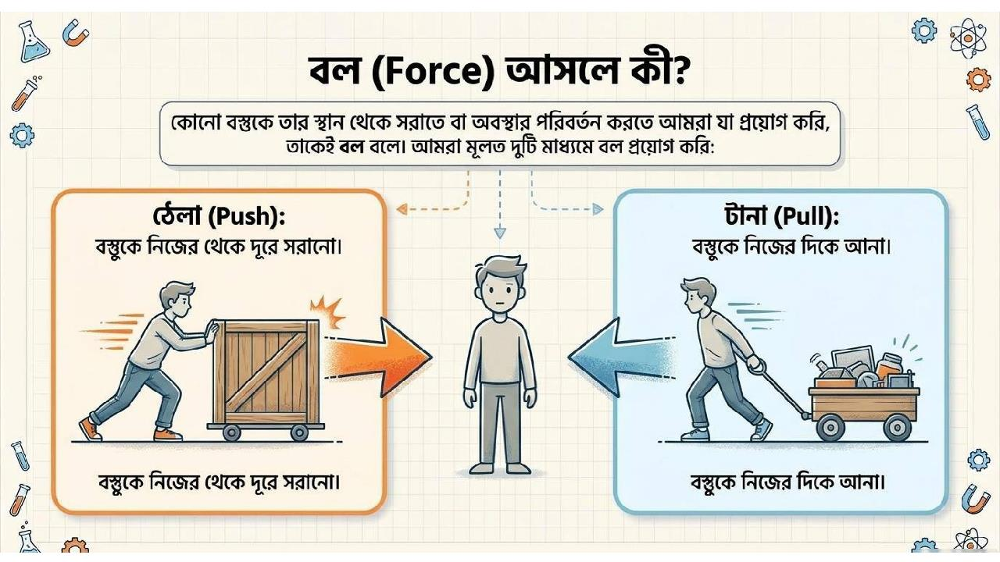 বল (Force) আসলে কী?
কোনো বস্তুকে তার স্থান থেকে সরাতে বা অবস্থার পরিবর্তন করতে আমরা যা প্রয়োগ করি,
তাকেই বল বলে। আমরা মূলত দুটি মাধ্যমে বল প্রয়োগ করি:
ঠেলা (Push):
বস্তুকে নিজের থেকে দূরে সরানো।
বস্তুকে নিজের থেকে দূরে সরানো।
টানা (Pull):
বস্তুকে নিজের দিকে আনা।
বস্তুকে নিজের দিকে আনা।